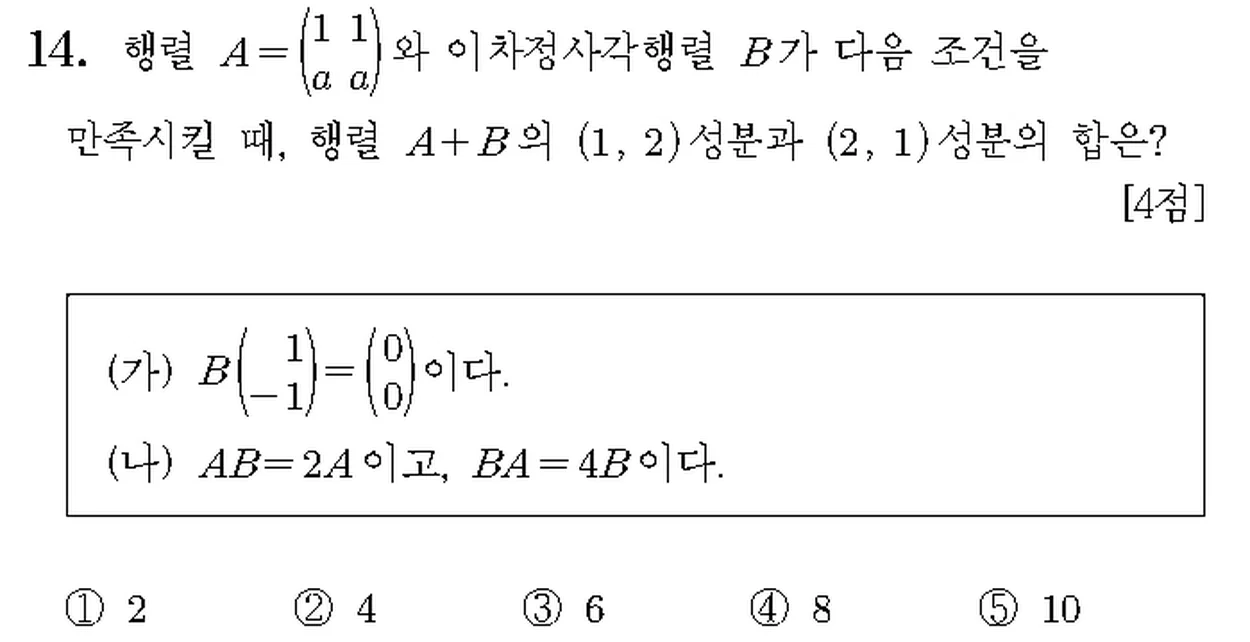 14. 행렬 A=(1 1 a a)와 이차정사각행렬 B가 다음 조건을
만족시킬 때, 행렬 A+B의 (1, 2)성분과 (2, 1)성분의 합은?
[4점]
(가) B(1 -1)=(0 0)이다.
(나) AB=2A이고, BA=4B이다.
① 2 ② 4 ③ 6 ④ 8 ⑤ 10